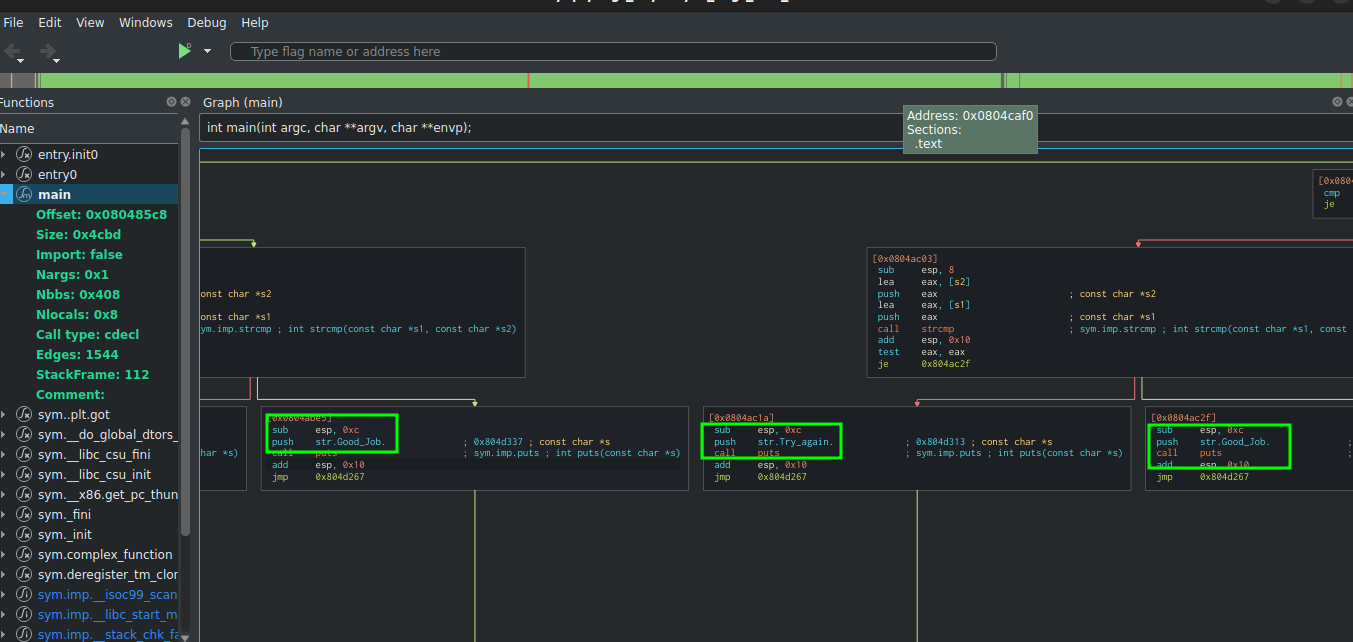 File Edit View Windows Debug Help
Type flag name or address here
Functions
Name
entry.init0
entry0
main
Offset: 0x080485c8
Size: 0x4cbd
Import: false
Nargs: 0x1
Nbbs: 0x408
Nlocals: 0x8
Call type: cdecl
Edges: 1544
StackFrame: 112
Comment:
sym..plt.got
sym.__do_global_dtors_
sym.__libc_csu_fini
sym.__libc_csu_init
sym.__x86.get_pc_thun
sym._fini
sym._init
sym.complex_function
sym.deregister_tm_clor
sym.imp.__isoc99_scan
sym.imp.__libc_start_m
sym.imp.__stack_chk_fa
Graph (main)
int main(int argc, char **argv, char **envp);
Address: 0x0804caf0
Sections:
.text
[0x0804
cmp
je
onst char *s2
onst char *s1
ym.imp.strcmp ; int strcmp(const char *s1, const char *s2)
[0x0804ac03]
sub esp, 8
lea eax, [s2]
push eax ; const char *s2
lea eax, [s1]
push eax ; const char *s1
call strcmp ; sym.imp.strcmp ; int strcmp(const char *s1, const
add esp, 0x10
test eax, eax
je 0x804ac2f
har *s)
[0x0804abe5]
sub esp, 0xc
push str.Good_Job. ; 0x804d337 ; const char *s
call puts ; sym.imp.puts ; int puts(const char *s)
add esp, 0x10
jmp 0x804d267
[0x0804ac1a]
sub esp, 0xc
push str.Try_again. ; 0x804d313 ; const char *s
call puts ; sym.imp.puts ; int puts(const char *s)
add esp, 0x10
jmp 0x804d267
[0x0804ac2f]
sub esp, 0xc
push str.Good_Job. ;
call puts ;
add esp, 0x10
jmp 0x804d267